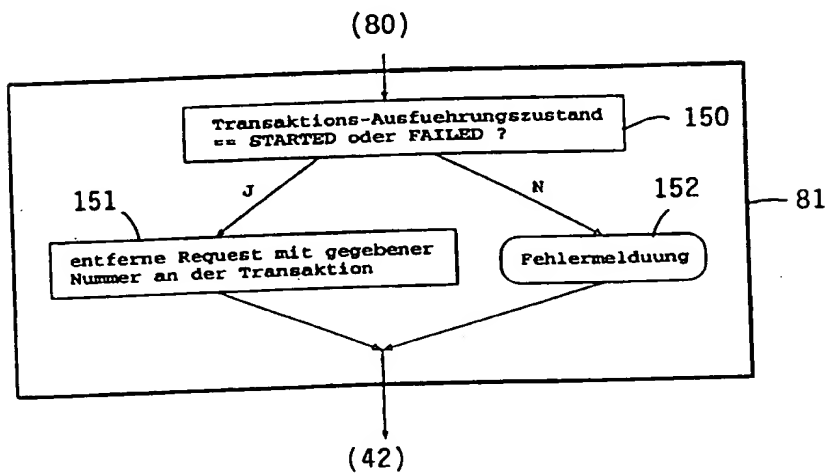 (80)
Transaktions-Ausfuehrungszustand
== STARTED oder FAILED ?
150
J
N
151
152
81
entferne Request mit gegebener
Nummer an der Transaktion
Fehlermelduung
(42)